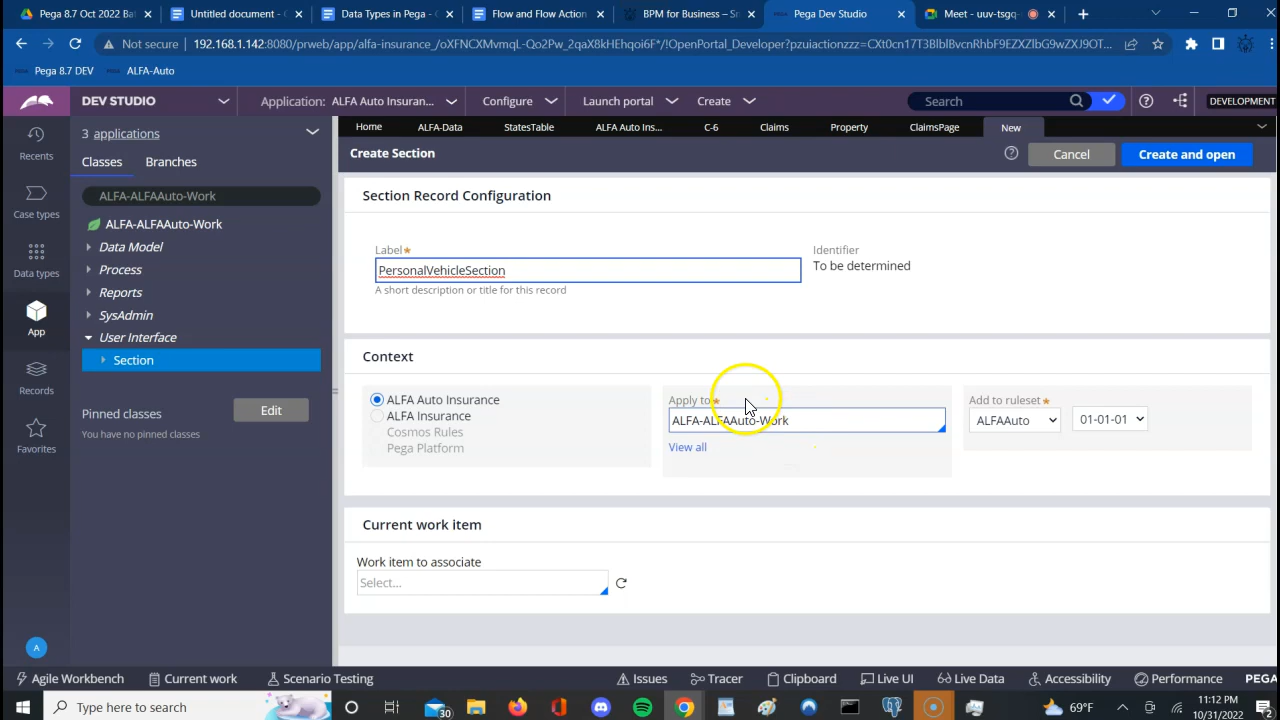 Pega 8.7 Oct 2022 Bat
Untitled document -
Data Types in Pega -
Flow and Flow Action
BPM for Business – Sn
Pega Dev Studio
Meet - uuv-tsgq-
Not secure
192.168.1.142:8080/prweb/app/alfa-insurance_/oXFNCXMvmqL-Qo2Pw_2qaX8kHEhqoi6F*/!OpenPortal_Developer?pzuiactionzzz=CXt0cn17T3BlblBvcnRhbF9EZXZlbG9wZXJ9OT...
Pega 8.7 DEV
ALFA-Auto
DEV STUDIO
Application: ALFA Auto Insuran...
Configure
Launch portal
Create
Search
DEVELOPMENT
3 applications
Home
ALFA-Data
StatesTable
ALFA Auto Ins...
C-6
Claims
Property
ClaimsPage
New
Recents
Classes
Branches
Create Section
Cancel
Create and open
Case types
ALFA-ALFAAuto-Work
ALFA-ALFAAuto-Work
Data Model
Process
Reports
SysAdmin
User Interface
Section
Data types
App
Records
Favorites
Pinned classes
Edit
You have no pinned classes
Section Record Configuration
Label★
Identifier
PersonalVehicleSection
To be determined
A short description or title for this record
Context
ALFA Auto Insurance
ALFA Insurance
Cosmos Rules
Pega Platform
Apply to★
ALFA-ALFAAuto-Work
View all
Add to ruleset★
ALFAAuto
01-01-01
Current work item
Work item to associate
Select...
A
Agile Workbench
Current work
Scenario Testing
Issues
Tracer
Clipboard
Live UI
Live Data
Accessibility
Performance
PEGA
Type here to search
30
69°F
11:12 PM
10/31/2022
2